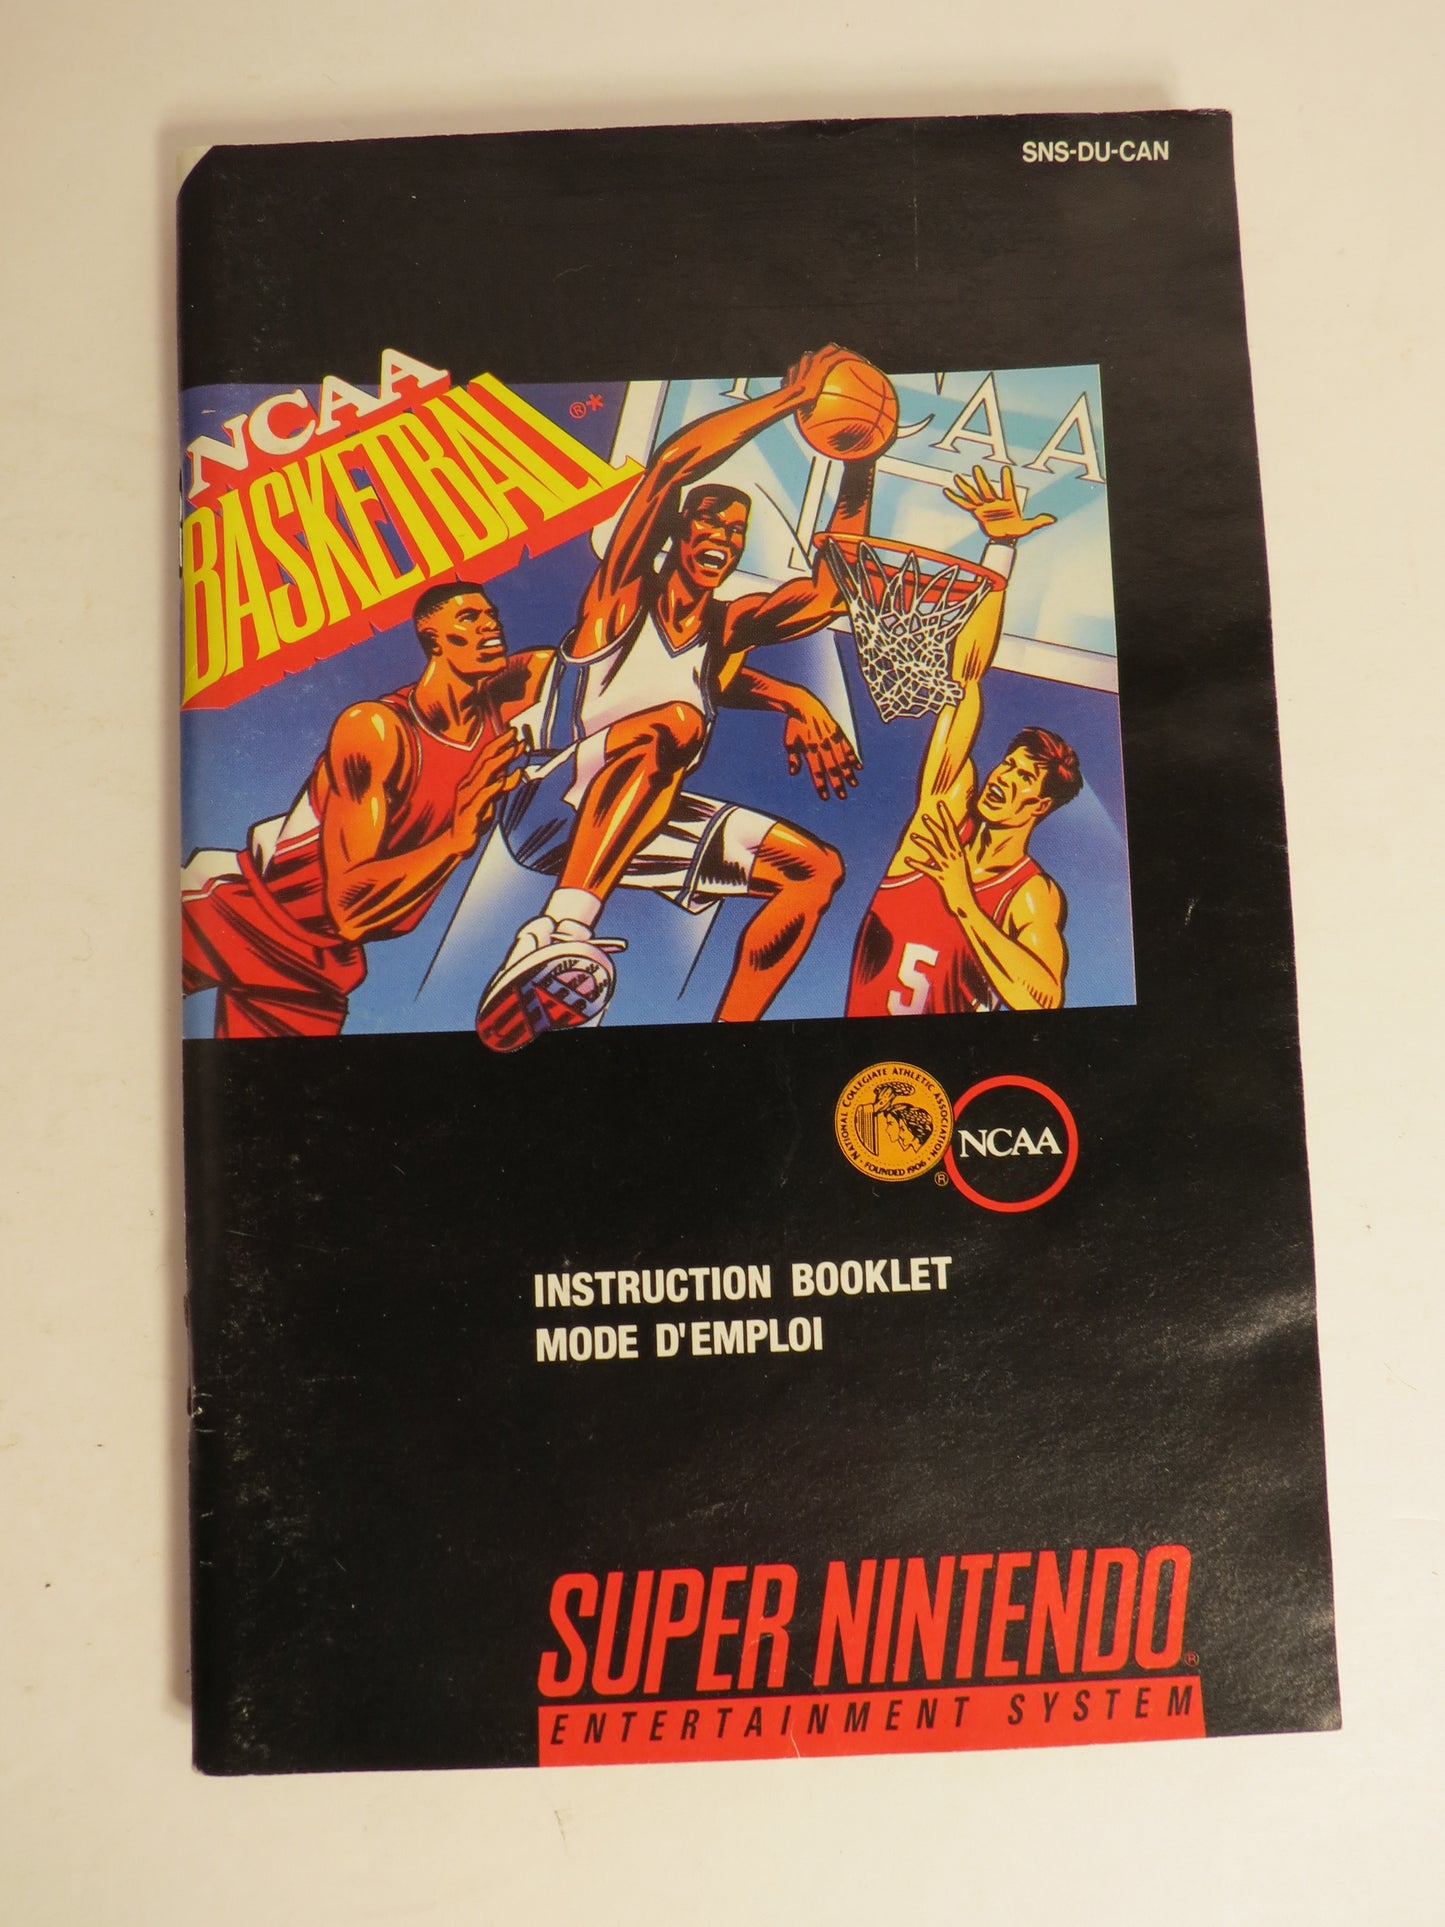 SNS-DU-CAN
NCAA
BASKETBALL ®*
NCAA
5
NATIONAL COLLEGIATE ATHLETIC ASSOCIATION
• FOUNDED 1906 •
®
NCAA
INSTRUCTION BOOKLET
MODE D'EMPLOI
SUPER NINTENDO®
ENTERTAINMENT SYSTEM